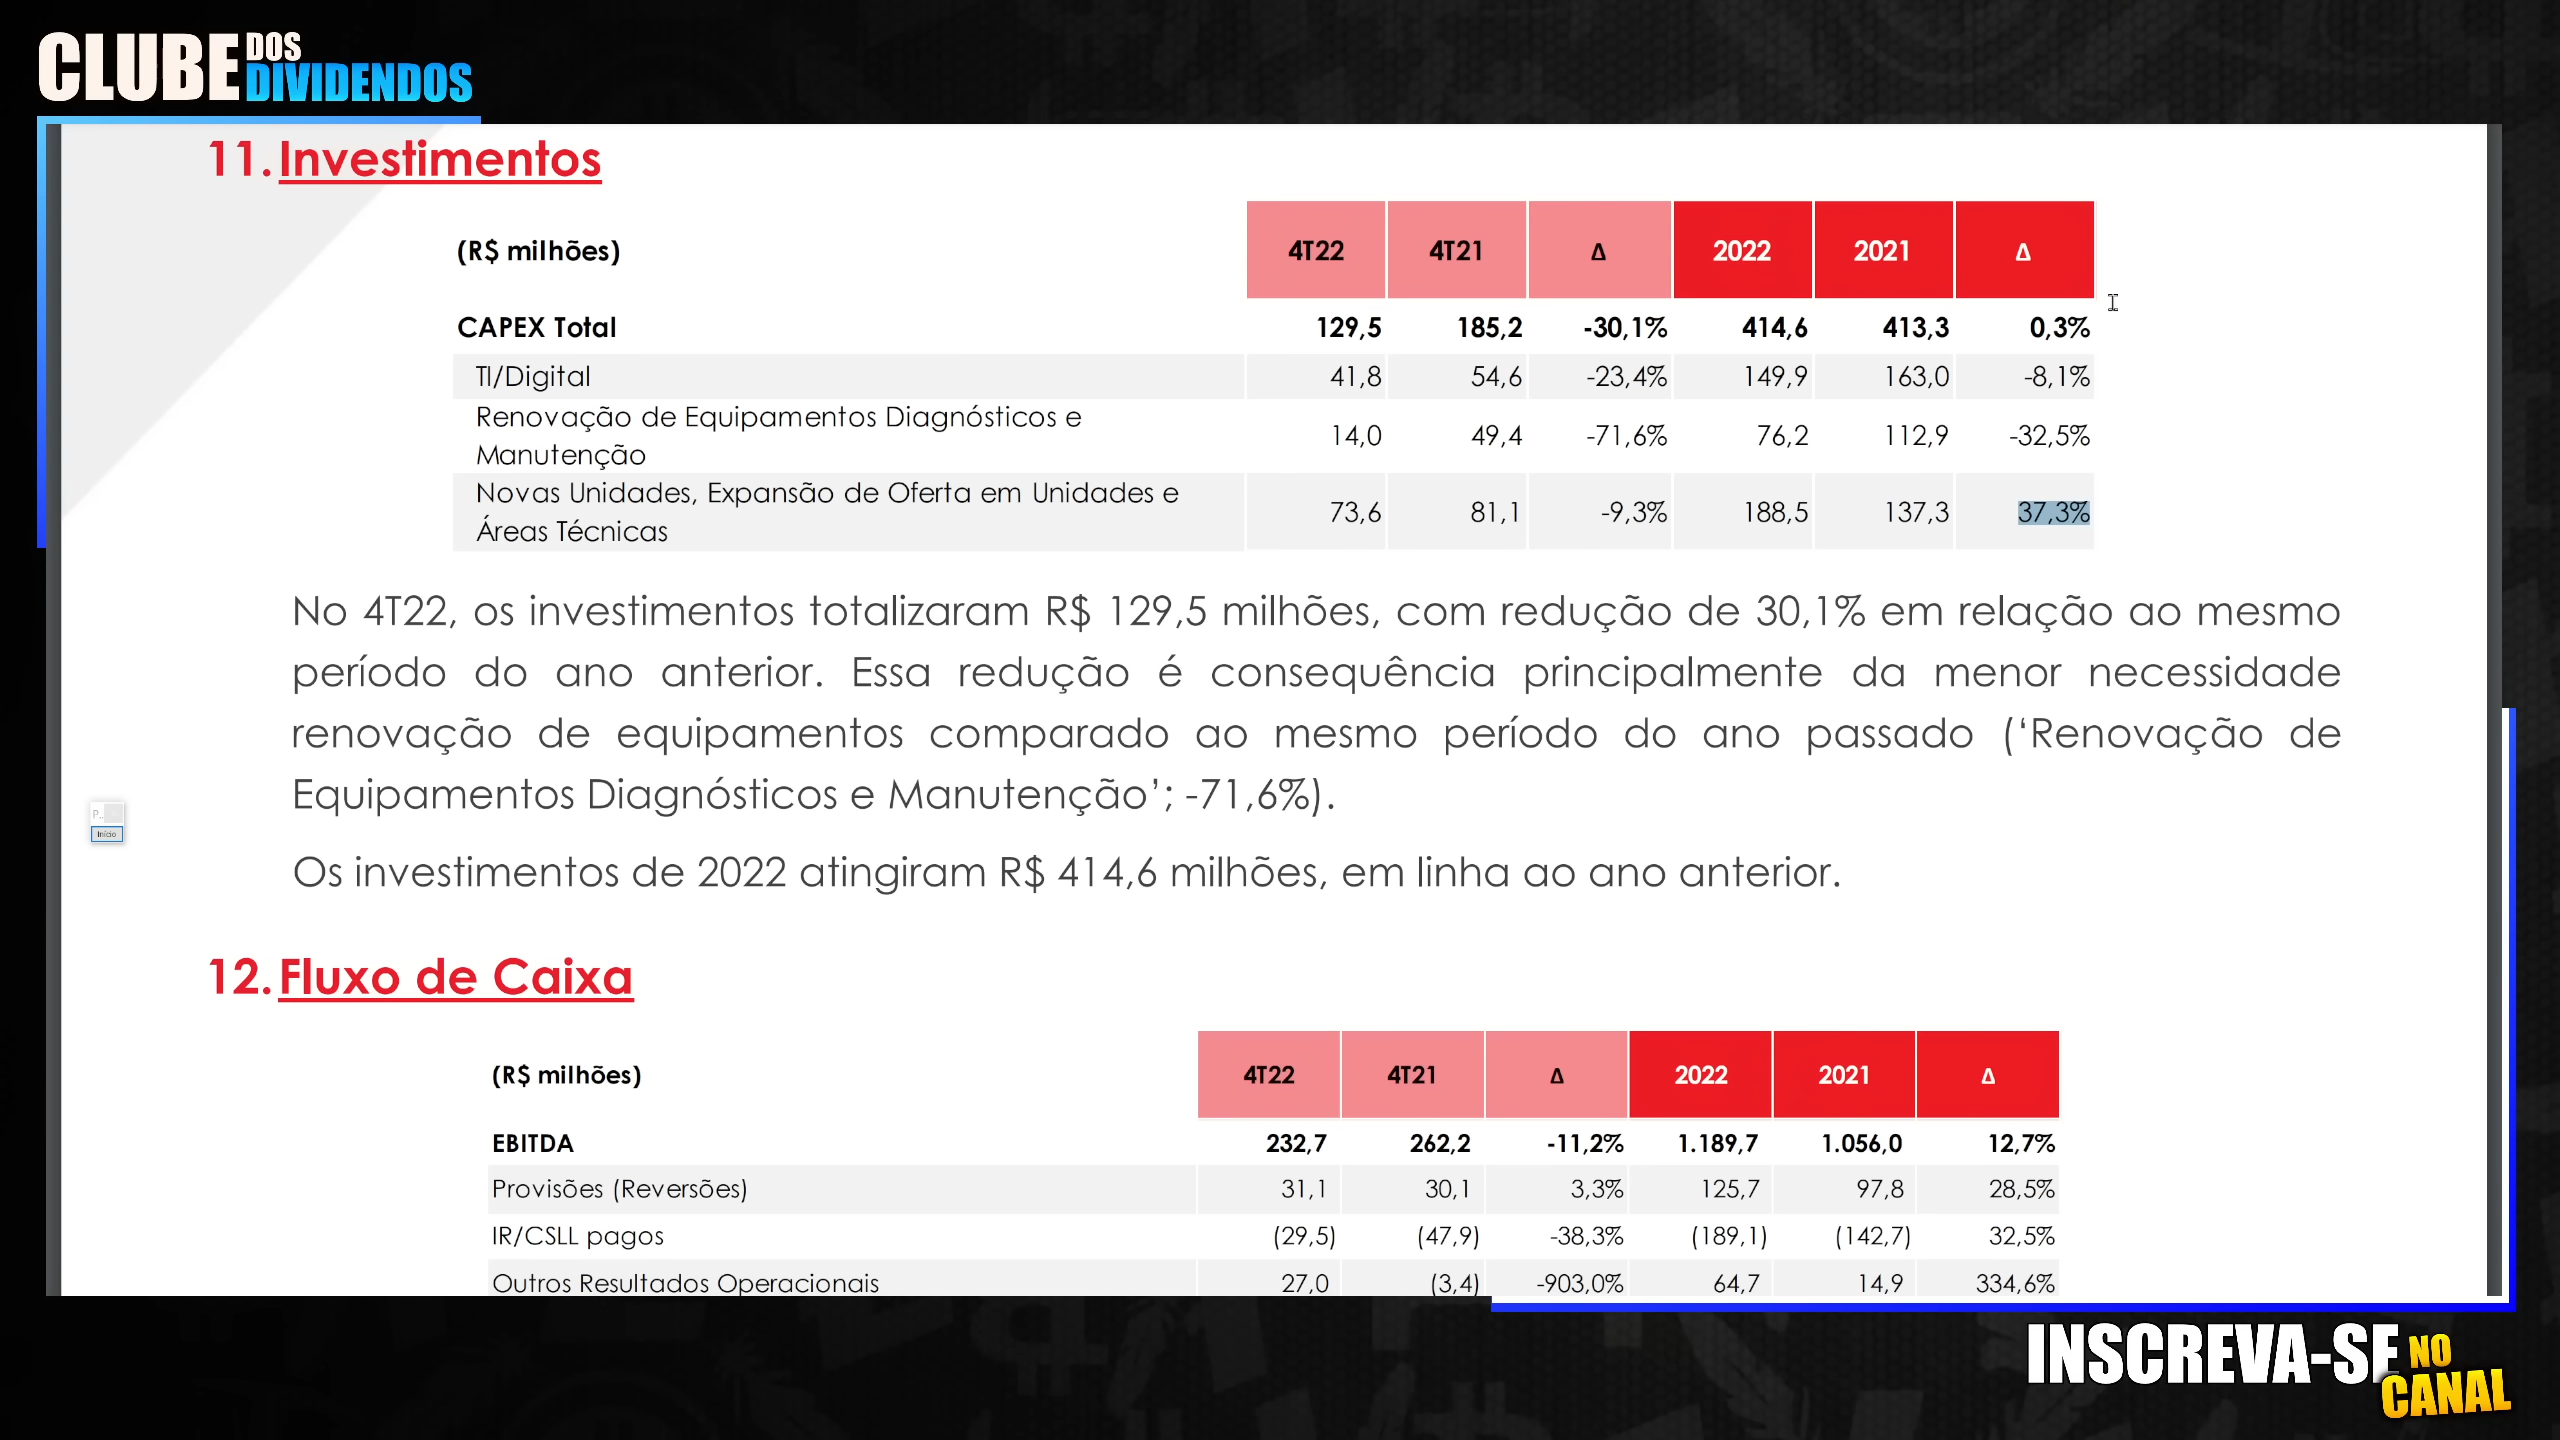 CLUBE DOS DIVIDENDOS
11. Investimentos
(R$ milhões) 4T22 4T21 Δ 2022 2021 Δ
CAPEX Total 129,5 185,2 -30,1% 414,6 413,3 0,3%
TI/Digital 41,8 54,6 -23,4% 149,9 163,0 -8,1%
Renovação de Equipamentos Diagnósticos e
Manutenção 14,0 49,4 -71,6% 76,2 112,9 -32,5%
Novas Unidades, Expansão de Oferta em Unidades e
Áreas Técnicas 73,6 81,1 -9,3% 188,5 137,3 37,3%
No 4T22, os investimentos totalizaram R$ 129,5 milhões, com redução de 30,1% em relação ao mesmo
período do ano anterior. Essa redução é consequência principalmente da menor necessidade
renovação de equipamentos comparado ao mesmo período do ano passado (‘Renovação de
Equipamentos Diagnósticos e Manutenção’; -71,6%).
P..
Início
Os investimentos de 2022 atingiram R$ 414,6 milhões, em linha ao ano anterior.
12. Fluxo de Caixa
(R$ milhões) 4T22 4T21 Δ 2022 2021 Δ
EBITDA 232,7 262,2 -11,2% 1.189,7 1.056,0 12,7%
Provisões (Reversões) 31,1 30,1 3,3% 125,7 97,8 28,5%
IR/CSLL pagos (29,5) (47,9) -38,3% (189,1) (142,7) 32,5%
Outros Resultados Operacionais 27,0 (3,4) -903,0% 64,7 14,9 334,6%
INSCREVA-SE NO CANAL